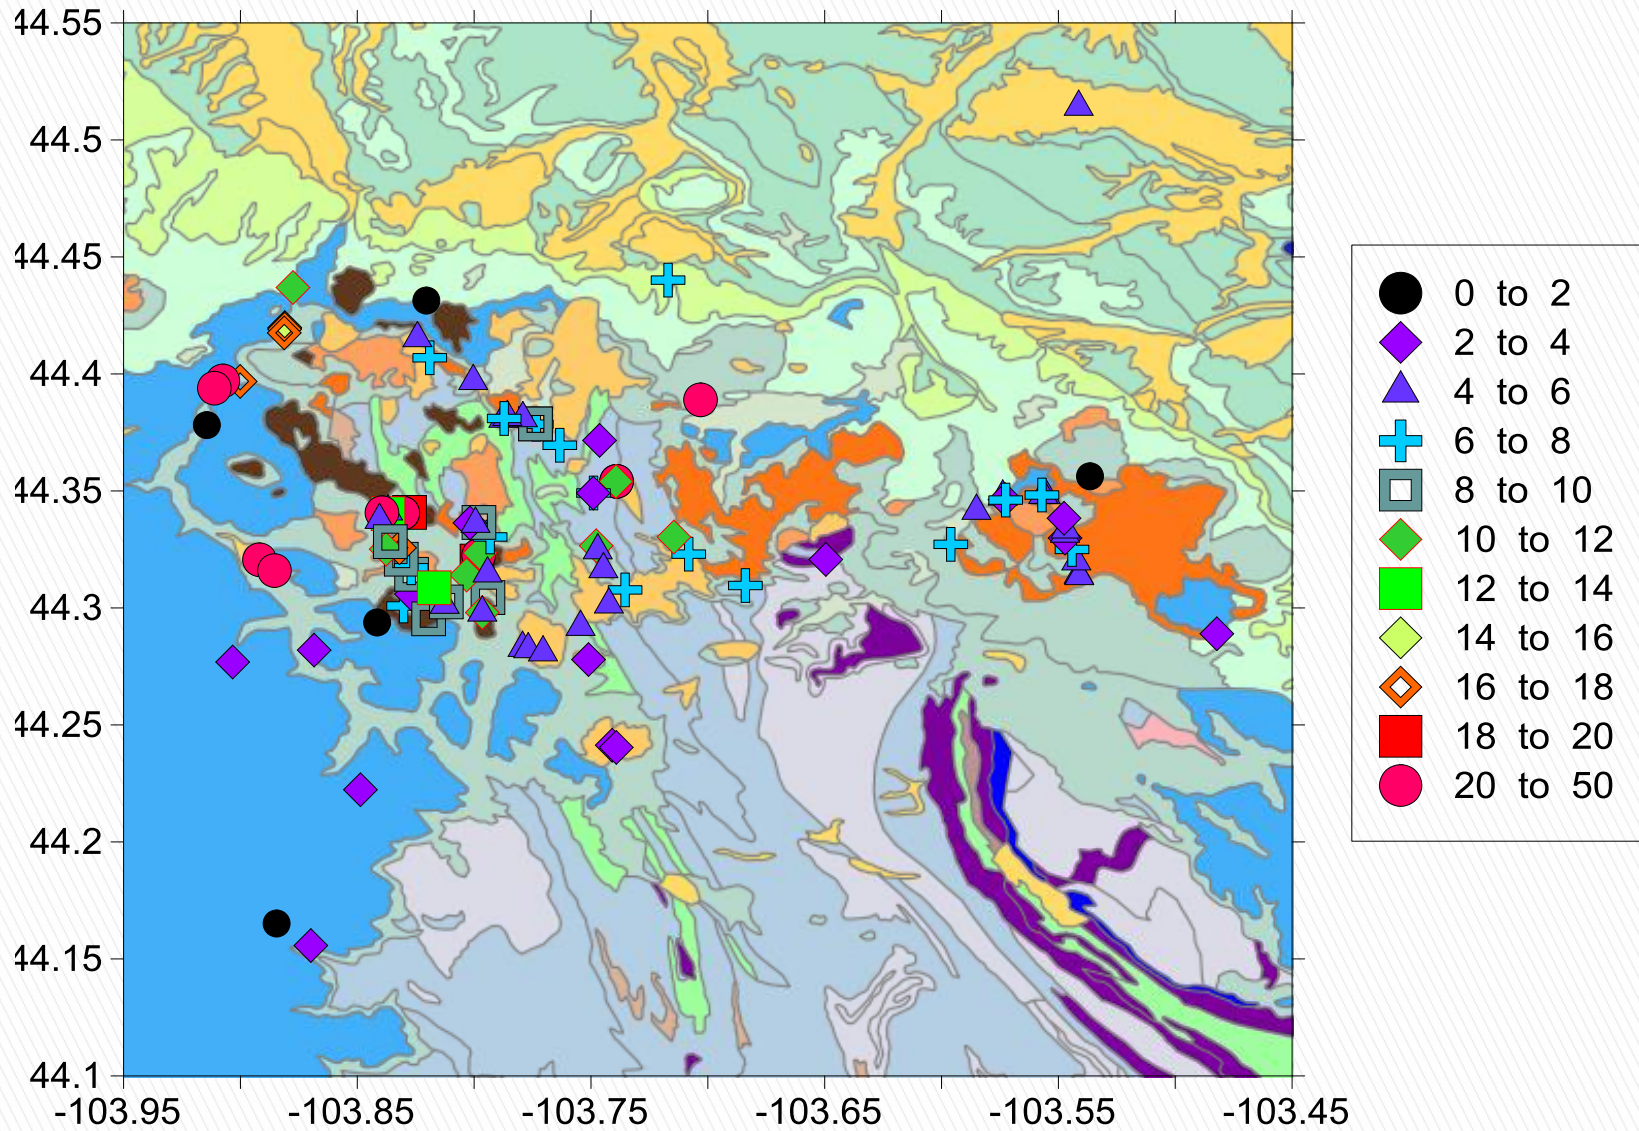 44.55
44.5
44.45
44.4
44.35
44.3
44.25
44.2
44.15
44.1
-103.95 -103.85 -103.75 -103.65 -103.55 -103.45
0 to 2
2 to 4
4 to 6
6 to 8
8 to 10
10 to 12
12 to 14
14 to 16
16 to 18
18 to 20
20 to 50